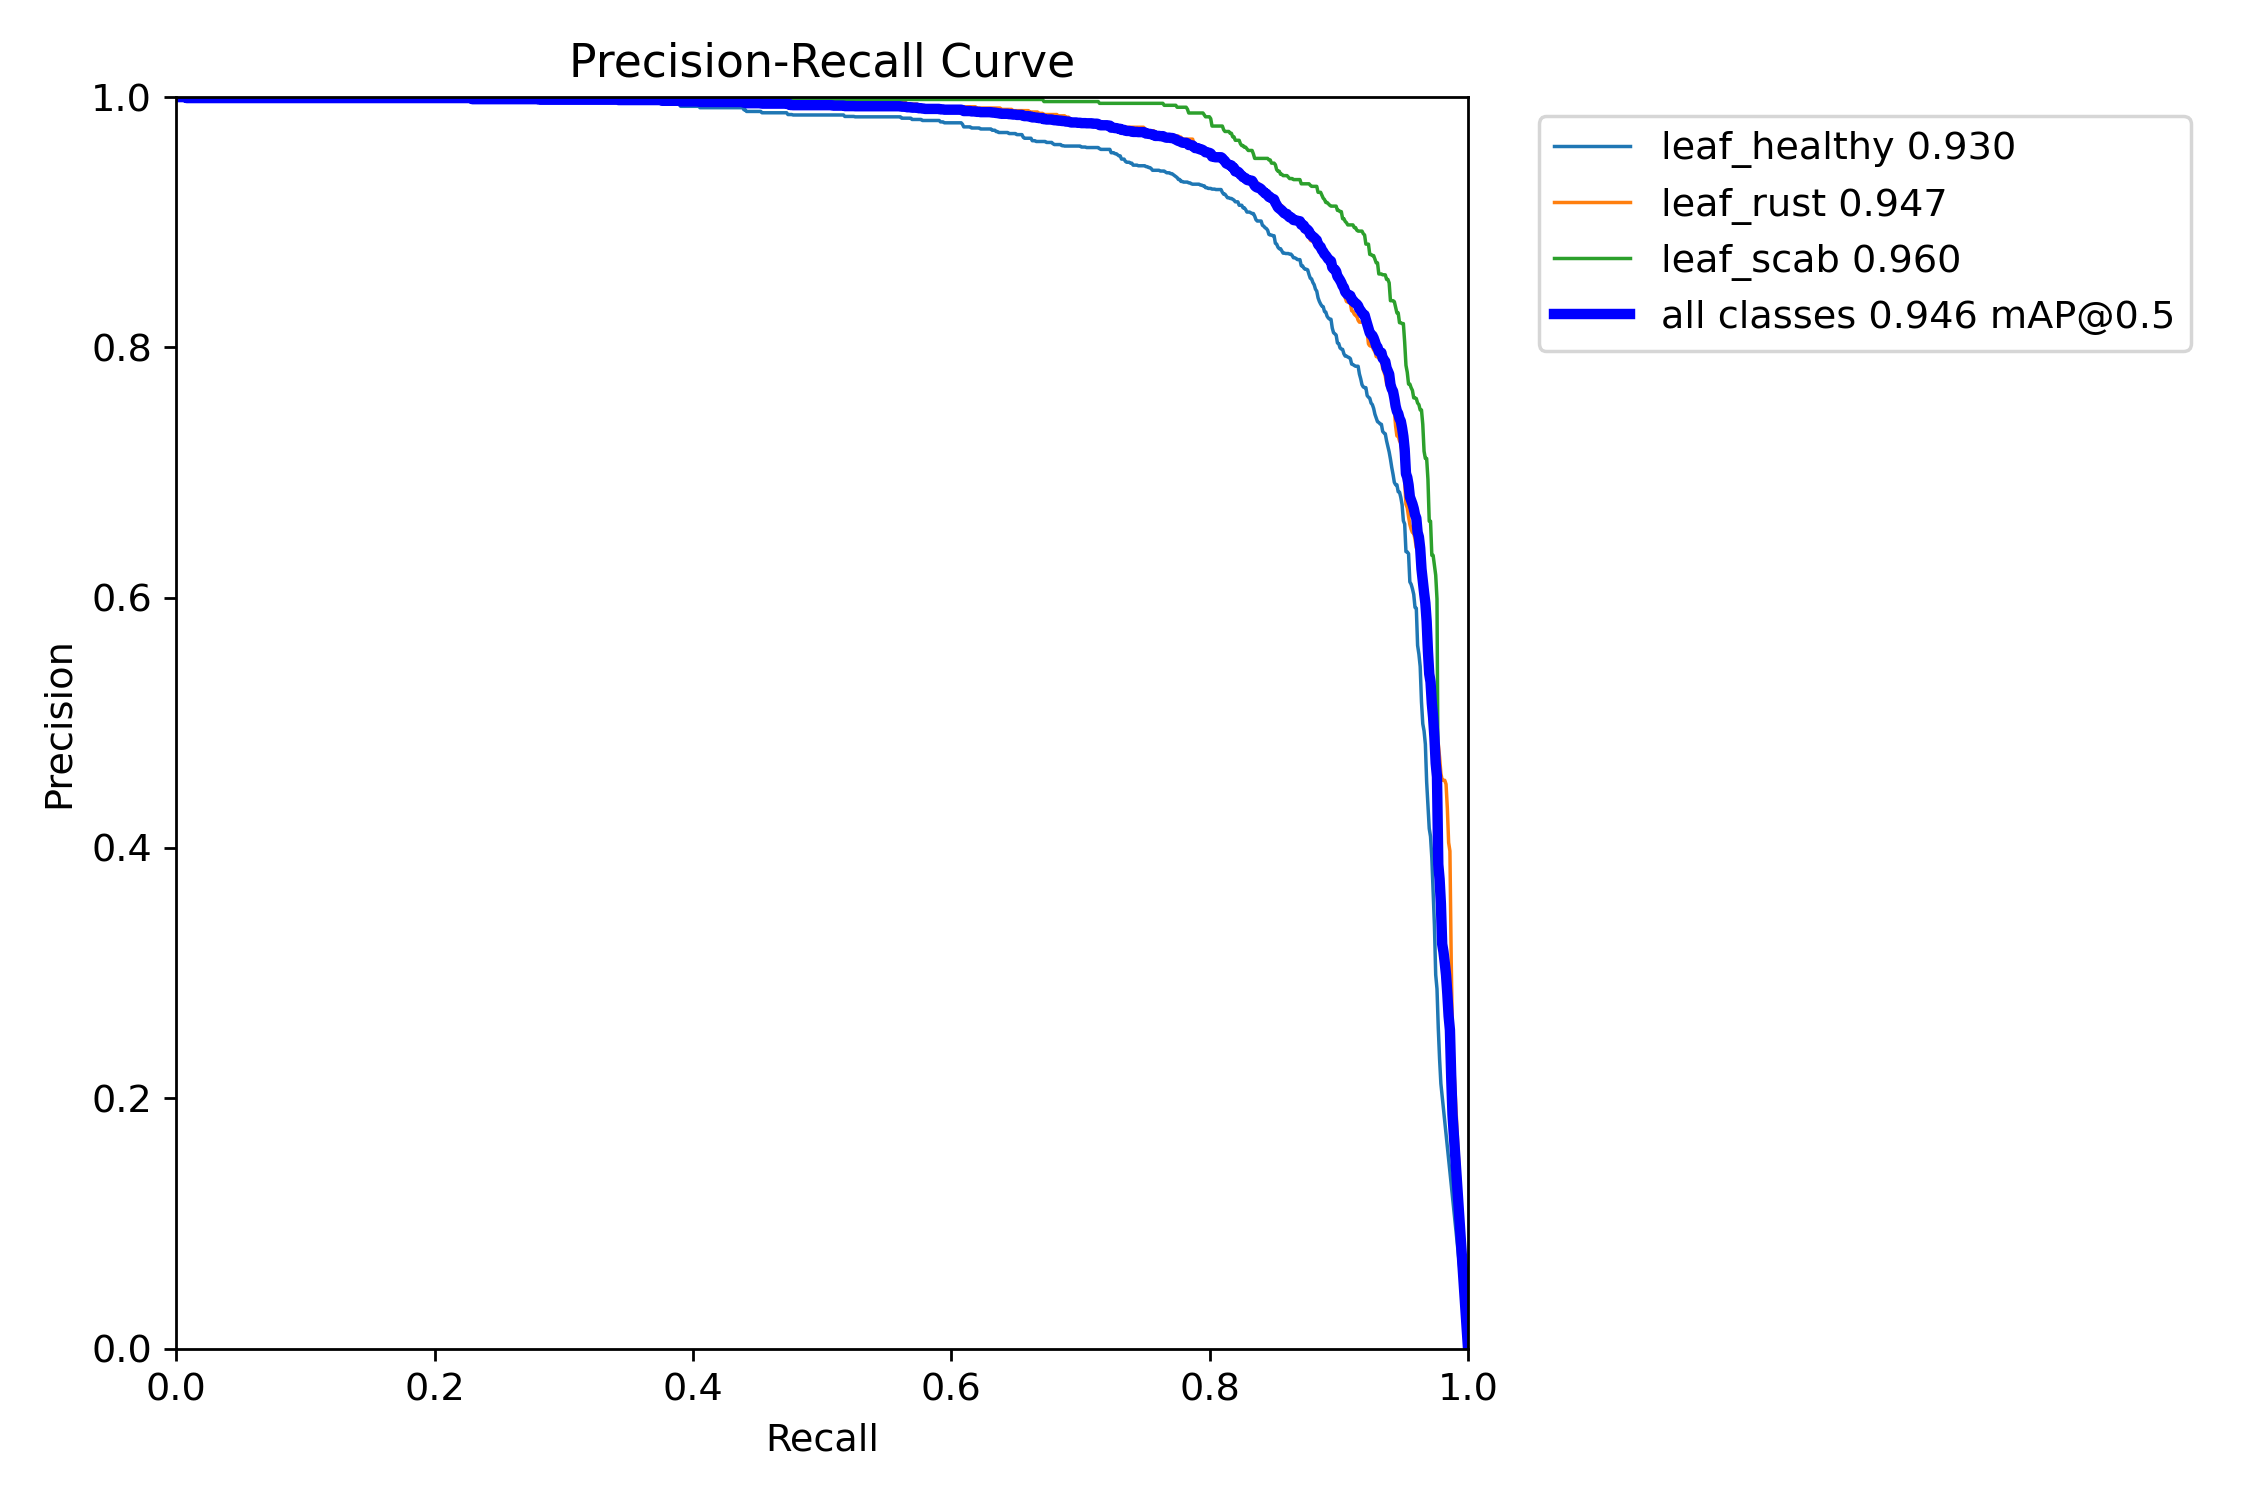 Precision-Recall Curve
1.0
0.8
0.6
0.4
0.2
0.0
Precision
0.0 0.2 0.4 0.6 0.8 1.0
Recall
leaf_healthy 0.930
leaf_rust 0.947
leaf_scab 0.960
all classes 0.946 mAP@0.5